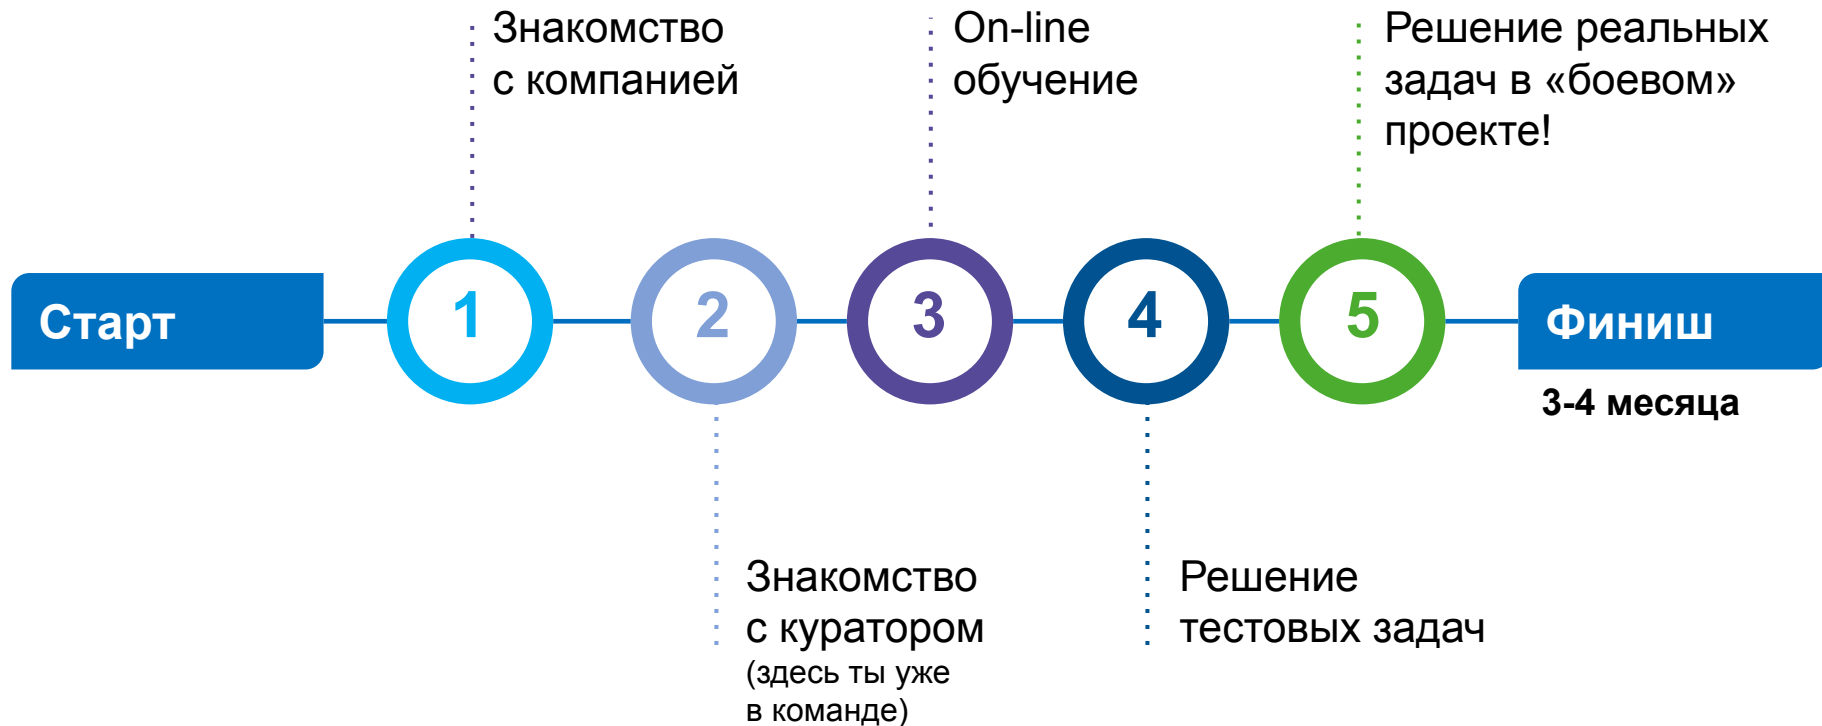 Знакомство
с компанией
On-line
обучение
Решение реальных
задач в «боевом»
проекте!
Старт
1
2
3
4
5
Финиш
3-4 месяца
Знакомство
с куратором
(здесь ты уже
в команде)
Решение
тестовых задач